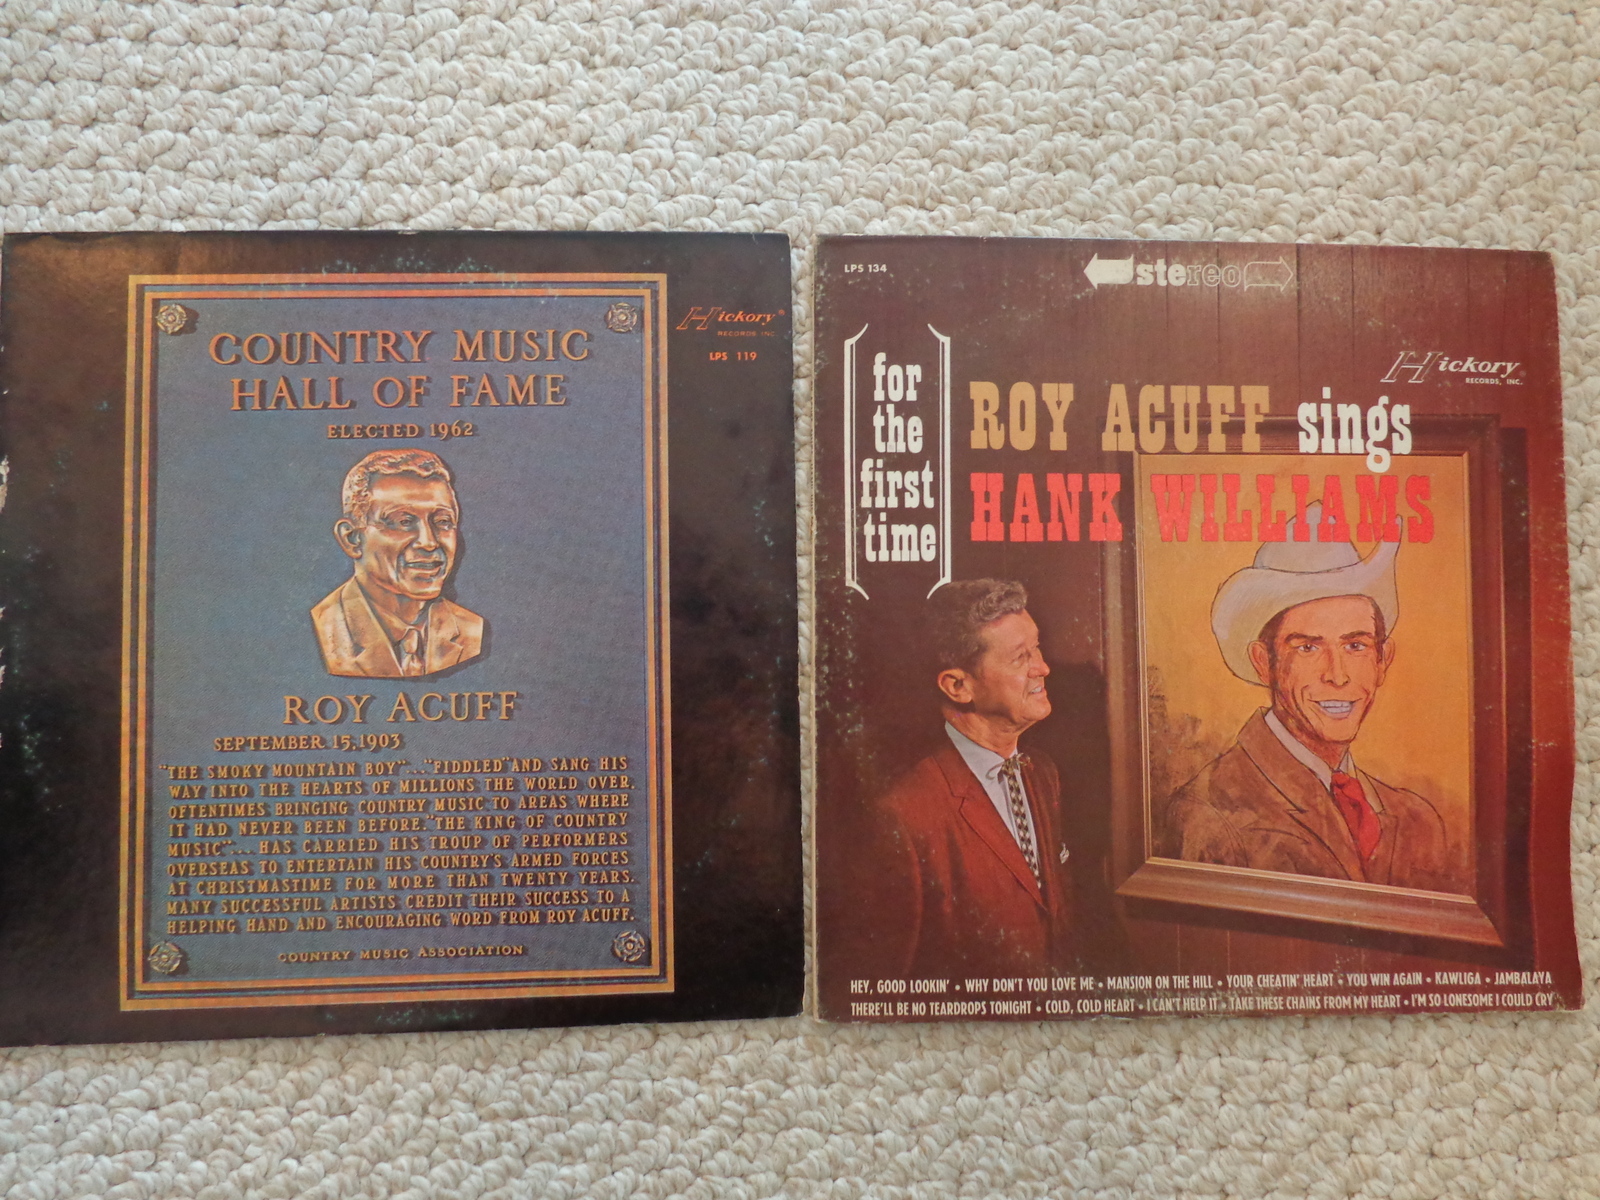 COUNTRY MUSIC
HALL OF FAME
ELECTED 1962
ROY ACUFF
SEPTEMBER 15,1903
"THE SMOKY MOUNTAIN BOY"..."FIDDLED" AND SANG HIS
WAY INTO THE HEARTS OF MILLIONS THE WORLD OVER,
OFTENTIMES BRINGING COUNTRY MUSIC TO AREAS WHERE
IT HAD NEVER BEEN BEFORE. "THE KING OF COUNTRY
MUSIC"... HAS CARRIED HIS TROUP OF PERFORMERS
OVERSEAS TO ENTERTAIN HIS COUNTRY'S ARMED FORCES
AT CHRISTMASTIME FOR MORE THAN TWENTY YEARS.
MANY SUCCESSFUL ARTISTS CREDIT THEIR SUCCESS TO A
HELPING HAND AND ENCOURAGING WORD FROM ROY ACUFF.
COUNTRY MUSIC ASSOCIATION
Hickory®
RECORDS INC.
LPS 119
LPS 134
stereo
Hickory®
RECORDS, INC.
for
the
first
time
ROY ACUFF sings
HANK WILLIAMS
HEY, GOOD LOOKIN' • WHY DON'T YOU LOVE ME • MANSION ON THE HILL • YOUR CHEATIN' HEART • YOU WIN AGAIN • KAWLIGA • JAMBALAYA
THERE'LL BE NO TEARDROPS TONIGHT • COLD, COLD HEART • I CAN'T HELP IT • TAKE THESE CHAINS FROM MY HEART • I'M SO LONESOME I COULD CRY